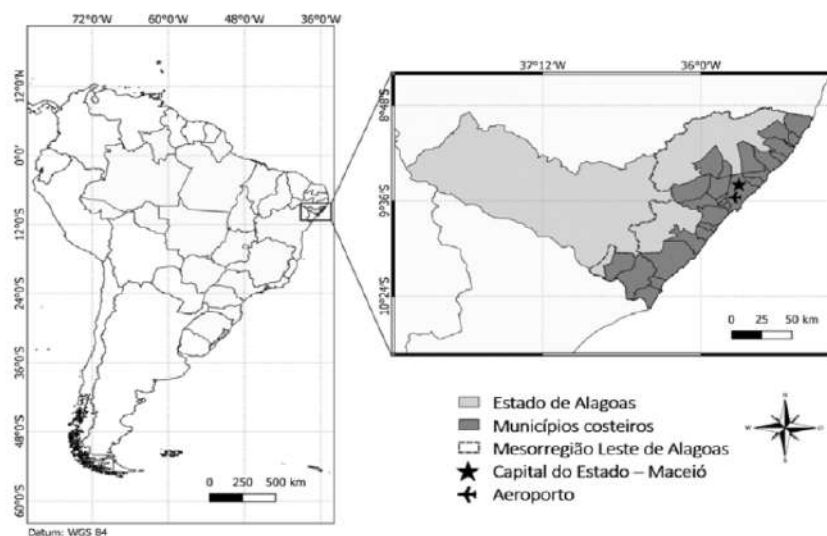 72°0'W 60°0'W 48°0'W 36°0'W
12°0'N
0°0'
12°0'S
24°0'S
36°0'S
48°0'S
60°0'S
0 250 500 km
Datum: WGS 84
37°12'W 36°0'W
8°48'S
9°36'S
10°24'S
0 25 50 km
Estado de Alagoas
Municípios costeiros
Mesorregião Leste de Alagoas
Capital do Estado – Maceió
Aeroporto
N
W
S